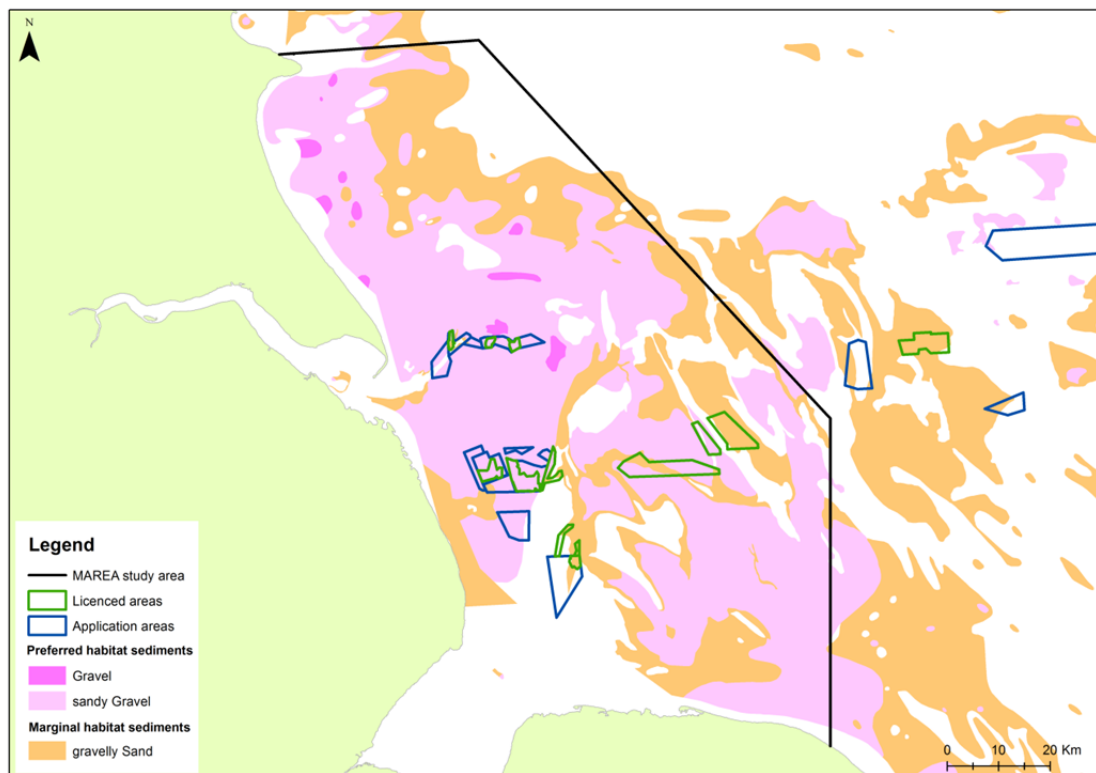 N
Legend
MAREA study area
Licenced areas
Application areas
Preferred habitat sediments
Gravel
sandy Gravel
Marginal habitat sediments
gravelly Sand
0 10 20 Km